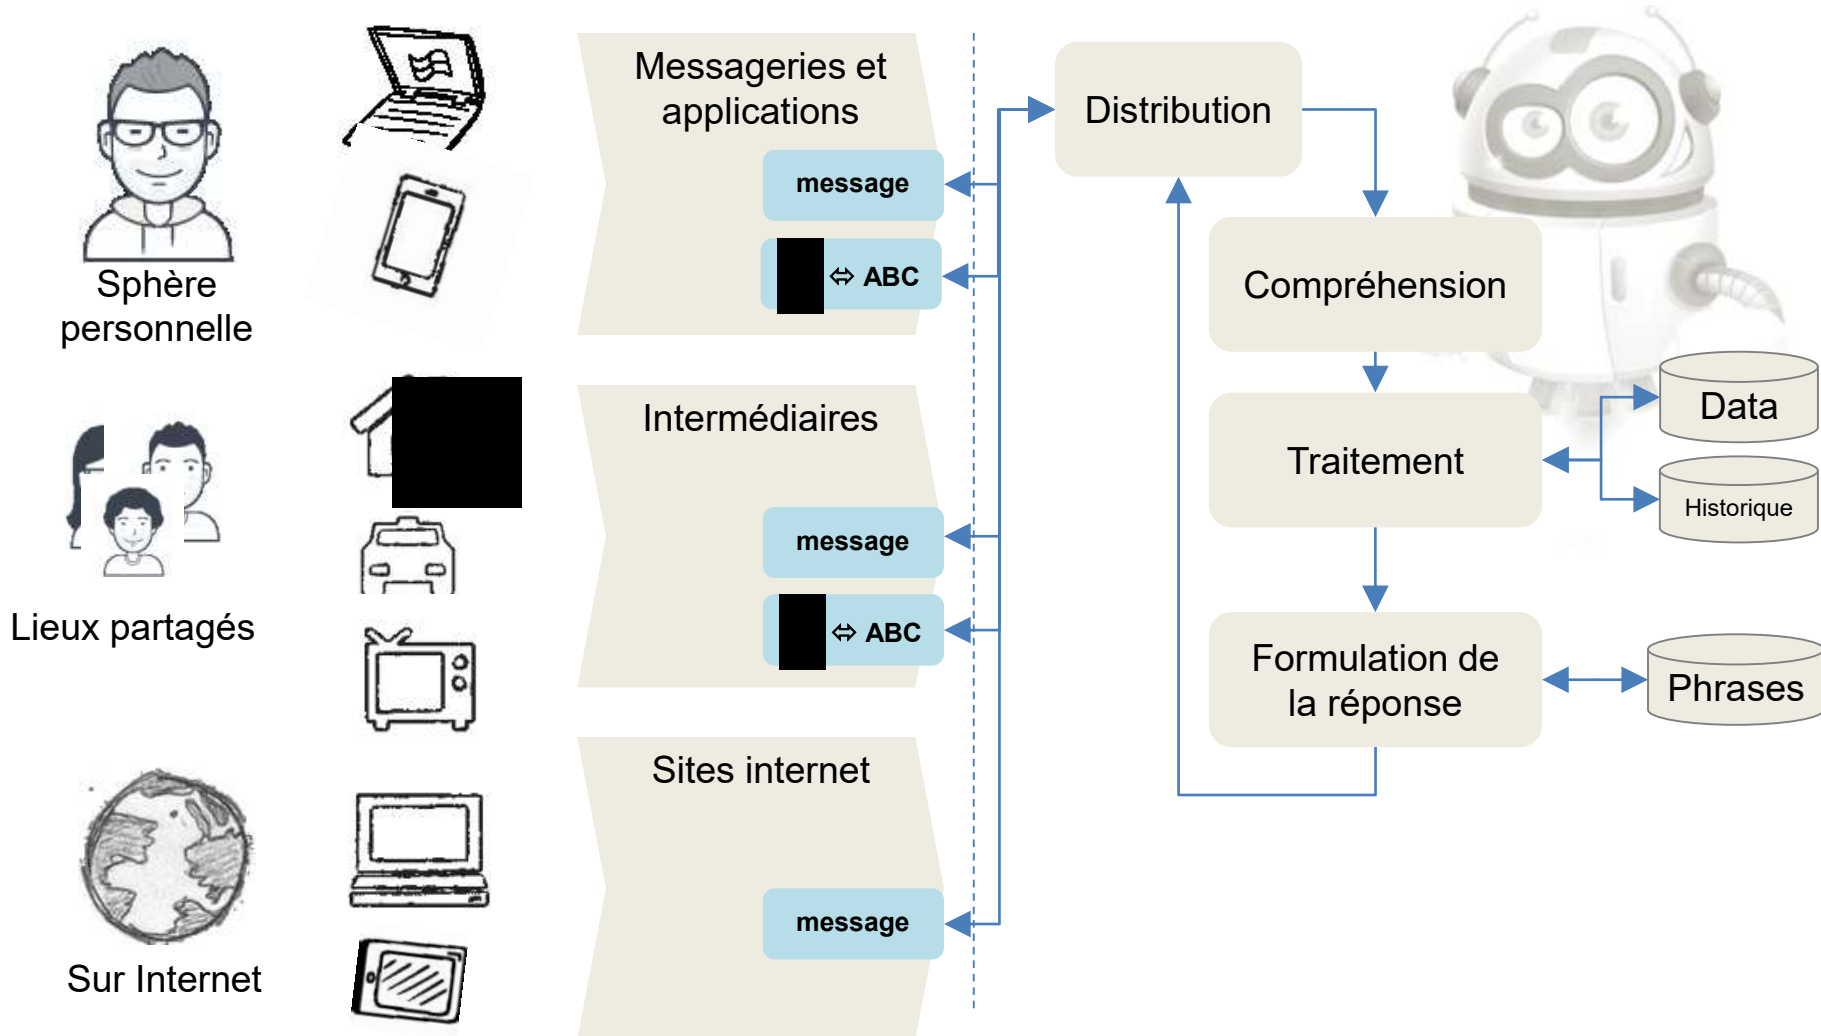 Messageries et
applications
message
⇔ ABC
Sphère
personnelle
Intermédiaires
message
⇔ ABC
Lieux partagés
Sites internet
message
Sur Internet
Distribution
Compréhension
Traitement
Data
Historique
Formulation de
la réponse
Phrases